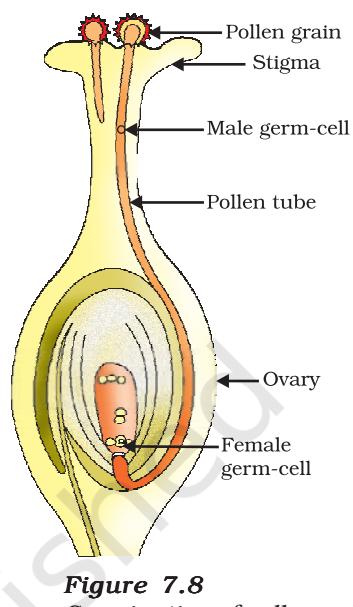 Pollen grain
Stigma
Male germ-cell
Pollen tube
Ovary
Female
germ-cell
Figure 7.8